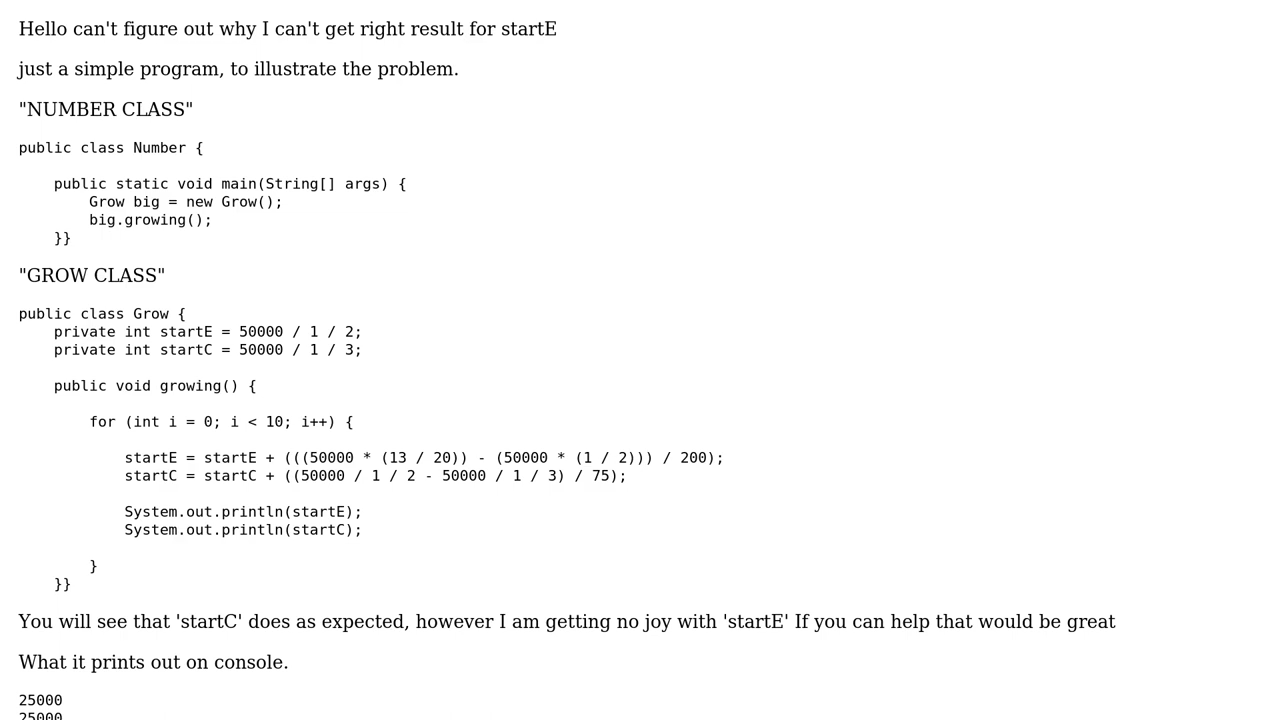 Hello can't figure out why I can't get right result for startE
just a simple program, to illustrate the problem.
"NUMBER CLASS"
public class Number {
    public static void main(String[] args) {
        Grow big = new Grow();
        big.growing();
    }}
"GROW CLASS"
public class Grow {
    private int startE = 50000 / 1 / 2;
    private int startC = 50000 / 1 / 3;
    public void growing() {
        for (int i = 0; i < 10; i++) {
            startE = startE + (((50000 * (13 / 20)) - (50000 * (1 / 2))) / 200);
            startC = startC + ((50000 / 1 / 2 - 50000 / 1 / 3) / 75);
            System.out.println(startE);
            System.out.println(startC);
        }
    }}
You will see that 'startC' does as expected, however I am getting no joy with 'startE' If you can help that would be great
What it prints out on console.
25000
25000